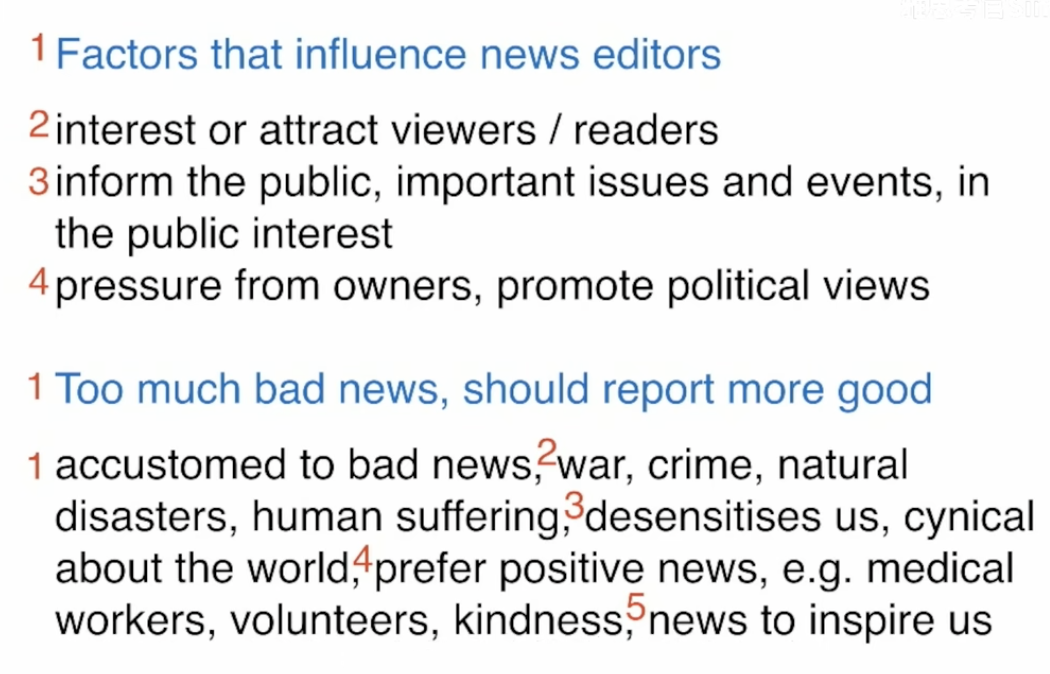 1 Factors that influence news editors
2 interest or attract viewers / readers
3 inform the public, important issues and events, in
the public interest
4 pressure from owners, promote political views
1 Too much bad news, should report more good
1 accustomed to bad news,2 war, crime, natural
disasters, human suffering,3 desensitises us, cynical
about the world,4 prefer positive news, e.g. medical
workers, volunteers, kindness,5 news to inspire us